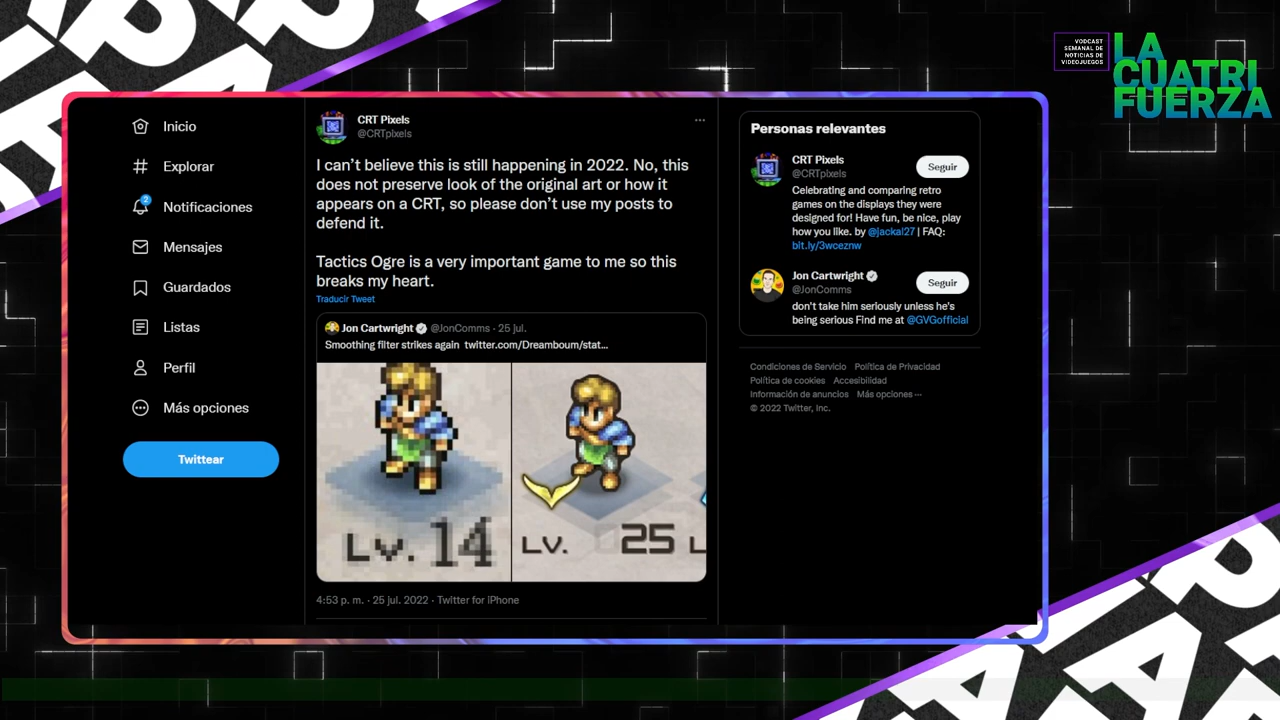 VODCAST
SEMANAL DE
NOTICIAS DE
VIDEOJUEGOS
LA
CUATRI
FUERZA
Inicio
Explorar
2
Notificaciones
Mensajes
Guardados
Listas
Perfil
Más opciones
Twittear
CRT Pixels
@CRTpixels
I can’t believe this is still happening in 2022. No, this
does not preserve look of the original art or how it
appears on a CRT, so please don’t use my posts to
defend it.
Tactics Ogre is a very important game to me so this
breaks my heart.
Traducir Tweet
Jon Cartwright @JonComms · 25 jul.
Smoothing filter strikes again twitter.com/Dreamboum/stat...
Lv. 14
LV. 25 L
4:53 p. m. · 25 jul. 2022 · Twitter for iPhone
Personas relevantes
CRT Pixels
@CRTpixels
Seguir
Celebrating and comparing retro
games on the displays they were
designed for! Have fun, be nice, play
how you like. by @jackal27 | FAQ:
bit.ly/3wceznw
Jon Cartwright
@JonComms
Seguir
don't take him seriously unless he's
being serious Find me at @GVGofficial
Condiciones de Servicio Política de Privacidad
Política de cookies Accesibilidad
Información de anuncios Más opciones ···
© 2022 Twitter, Inc.